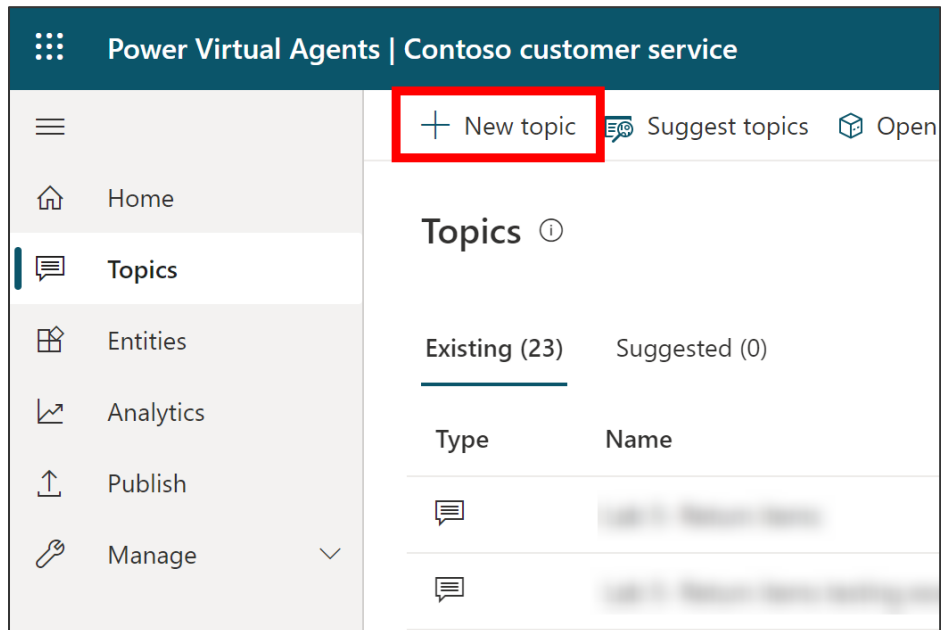 Power Virtual Agents | Contoso customer service
New topic
Suggest topics
Open
Home
Topics
Entities
Analytics
Publish
Manage
Topics
Existing (23)
Suggested (0)
Type
Name